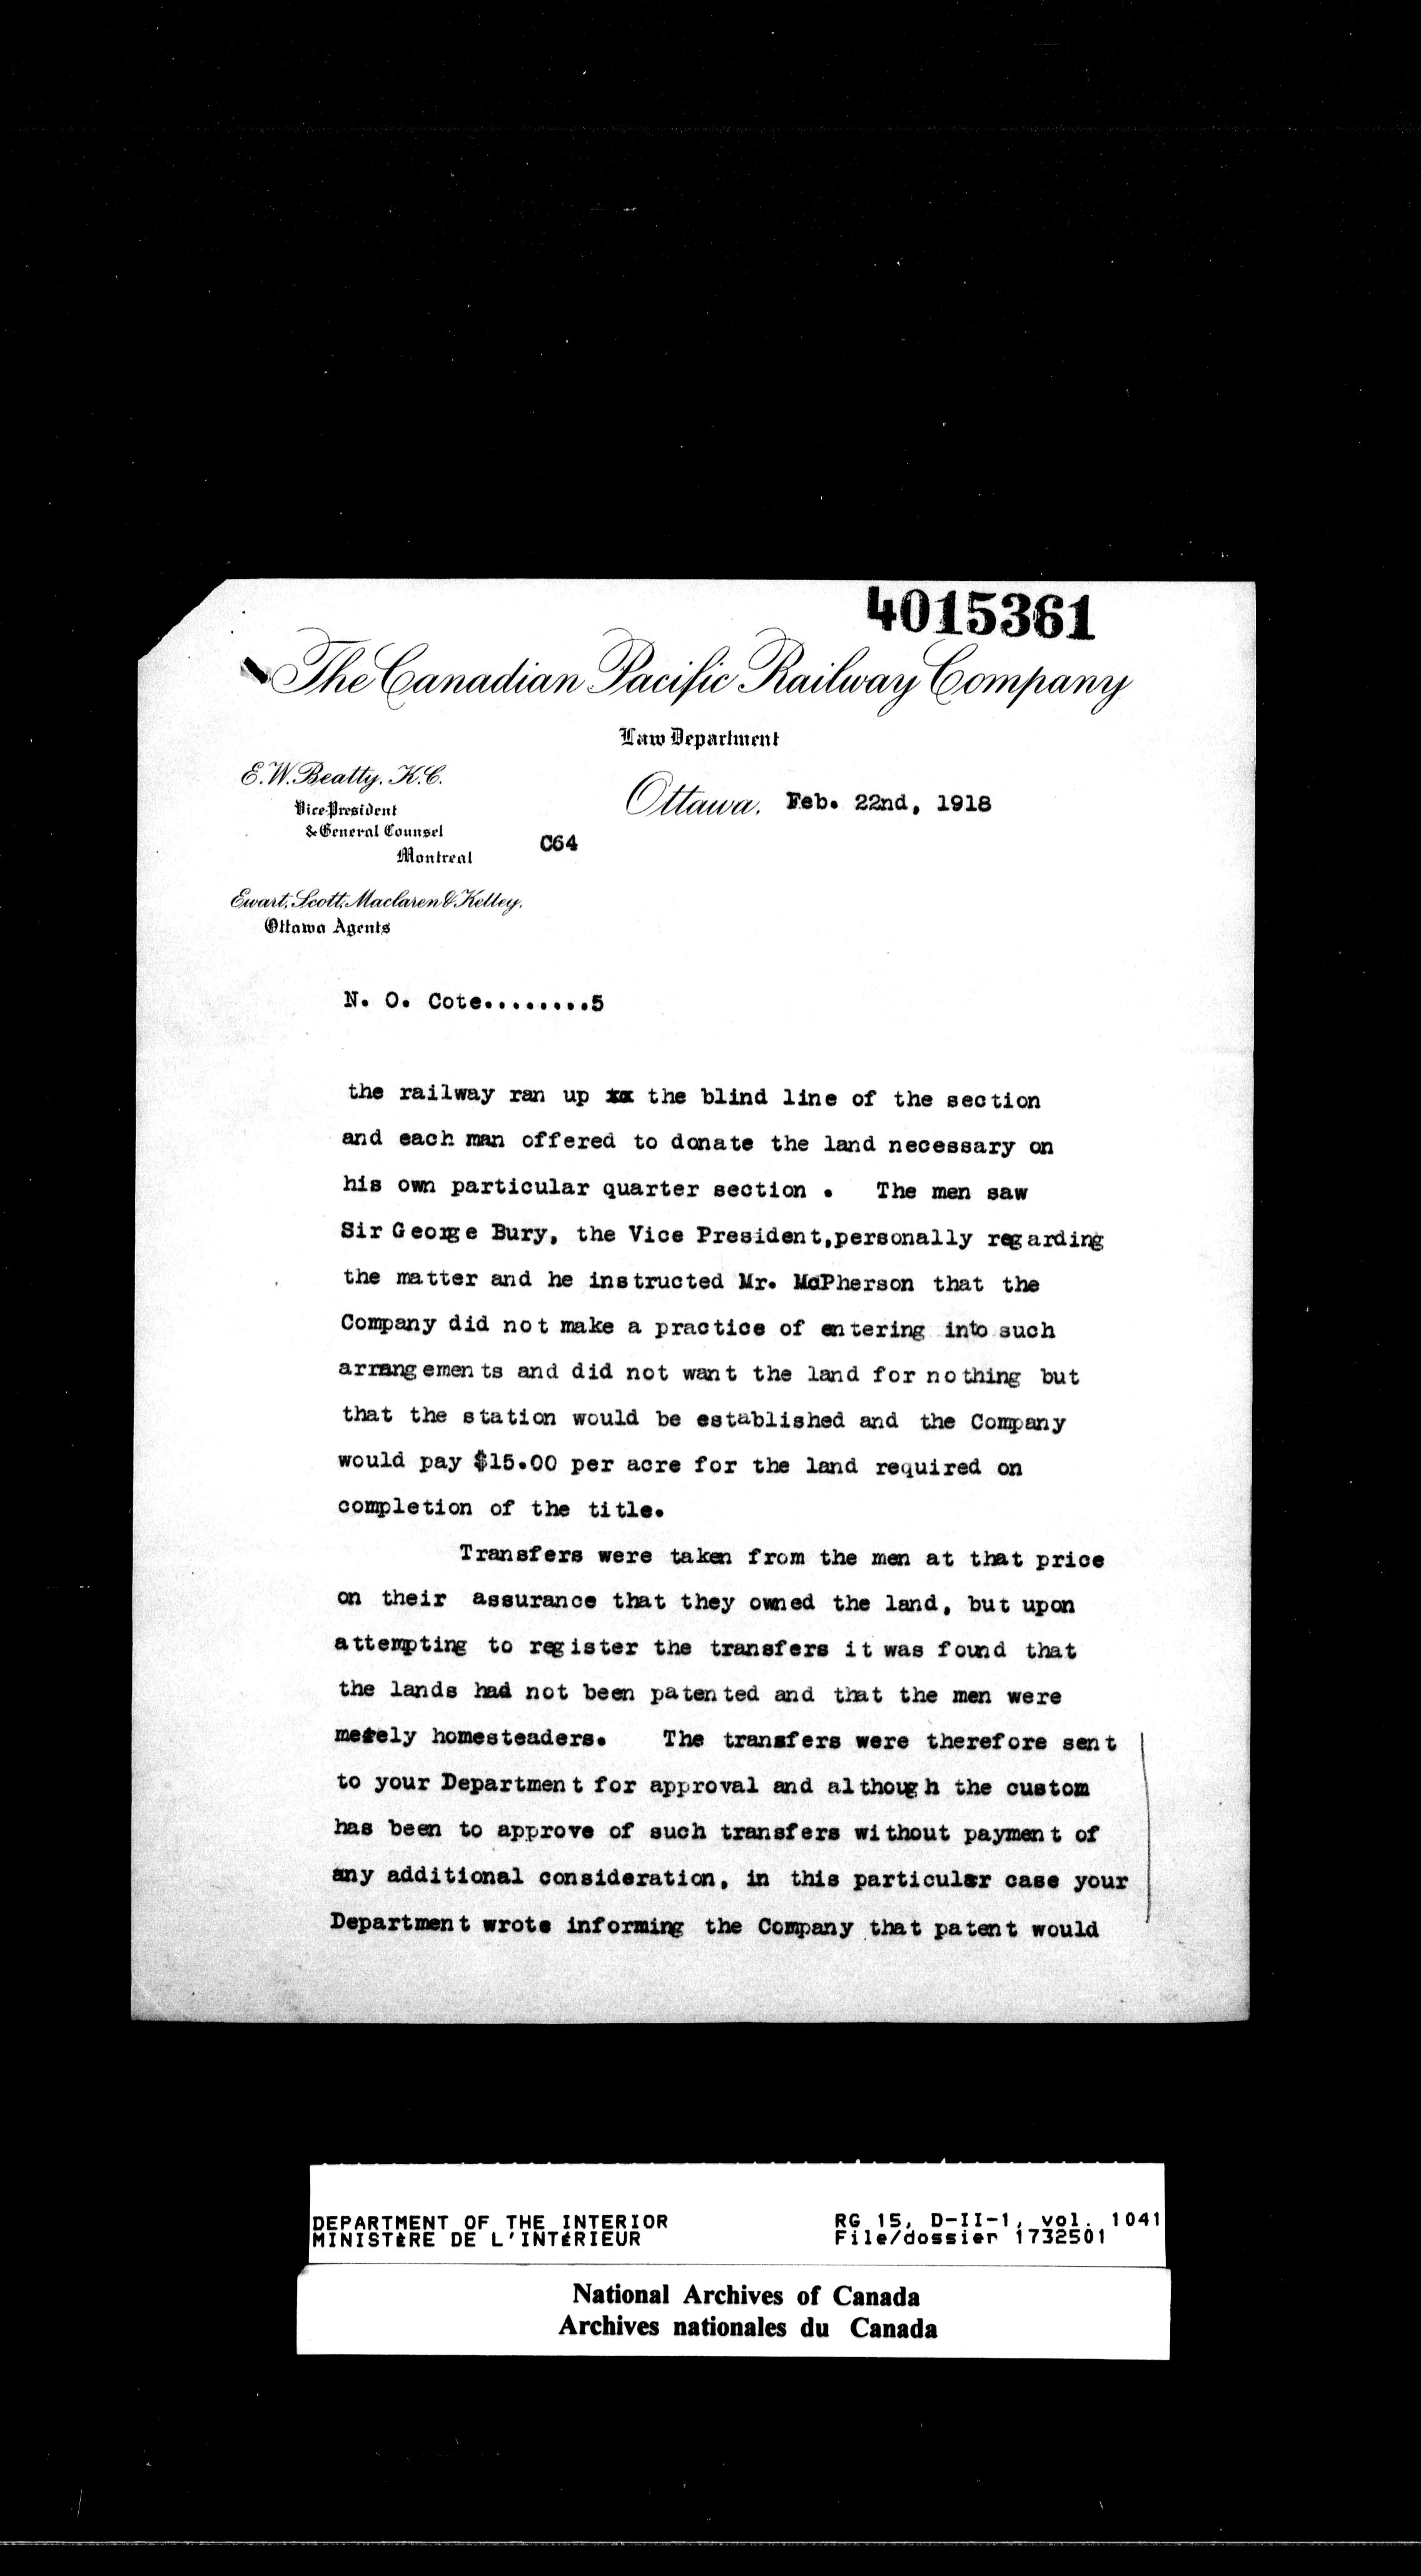 4015361
The Canadian Pacific Railway Company
Law Department
E. W. Beatty, K.C.
Vice-President
& General Counsel
Montreal
Ottawa, Feb. 22nd, 1918
C64
Ewart, Scott, Maclaren & Kelley,
Ottawa Agents
N. O. Cote........5
the railway ran up xx the blind line of the section
and each man offered to donate the land necessary on
his own particular quarter section . The men saw
Sir George Bury, the Vice President,personally regarding
the matter and he instructed Mr. McPherson that the
Company did not make a practice of entering into such
arrangements and did not want the land for nothing but
that the station would be established and the Company
would pay $15.00 per acre for the land required on
completion of the title.
Transfers were taken from the men at that price
on their assurance that they owned the land, but upon
attempting to register the transfers it was found that
the lands had not been patented and that the men were
merely homesteaders. The transfers were therefore sent
to your Department for approval and although the custom
has been to approve of such transfers without payment of
any additional consideration, in this particular case your
Department wrote informing the Company that patent would
DEPARTMENT OF THE INTERIOR RG 15, D-II-1, vol. 1041
MINISTÈRE DE L'INTÉRIEUR File/dossier 1732501
National Archives of Canada
Archives nationales du Canada